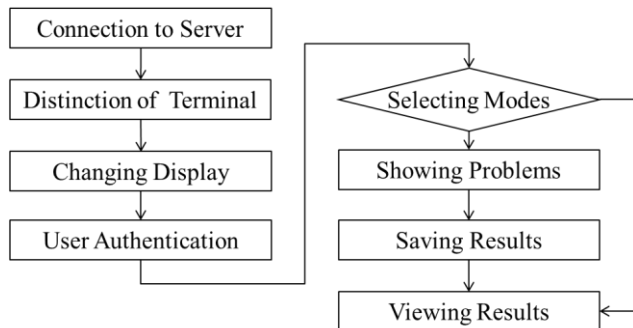 Connection to Server
Distinction of Terminal
Changing Display
User Authentication
Selecting Modes
Showing Problems
Saving Results
Viewing Results